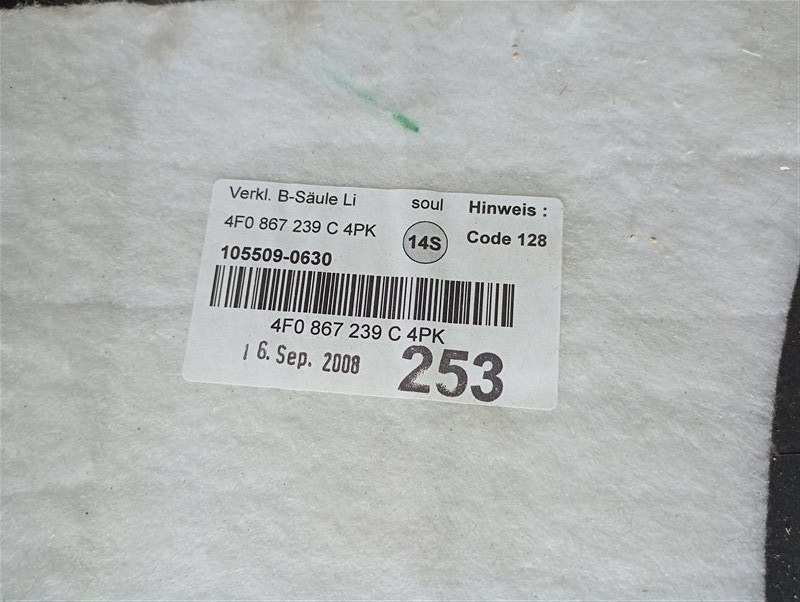 Verkl. B-Säule Li
soul
Hinweis :
4F0 867 239 C 4PK
14S
Code 128
105509-0630
4F0 867 239 C 4PK
16. Sep. 2008
253